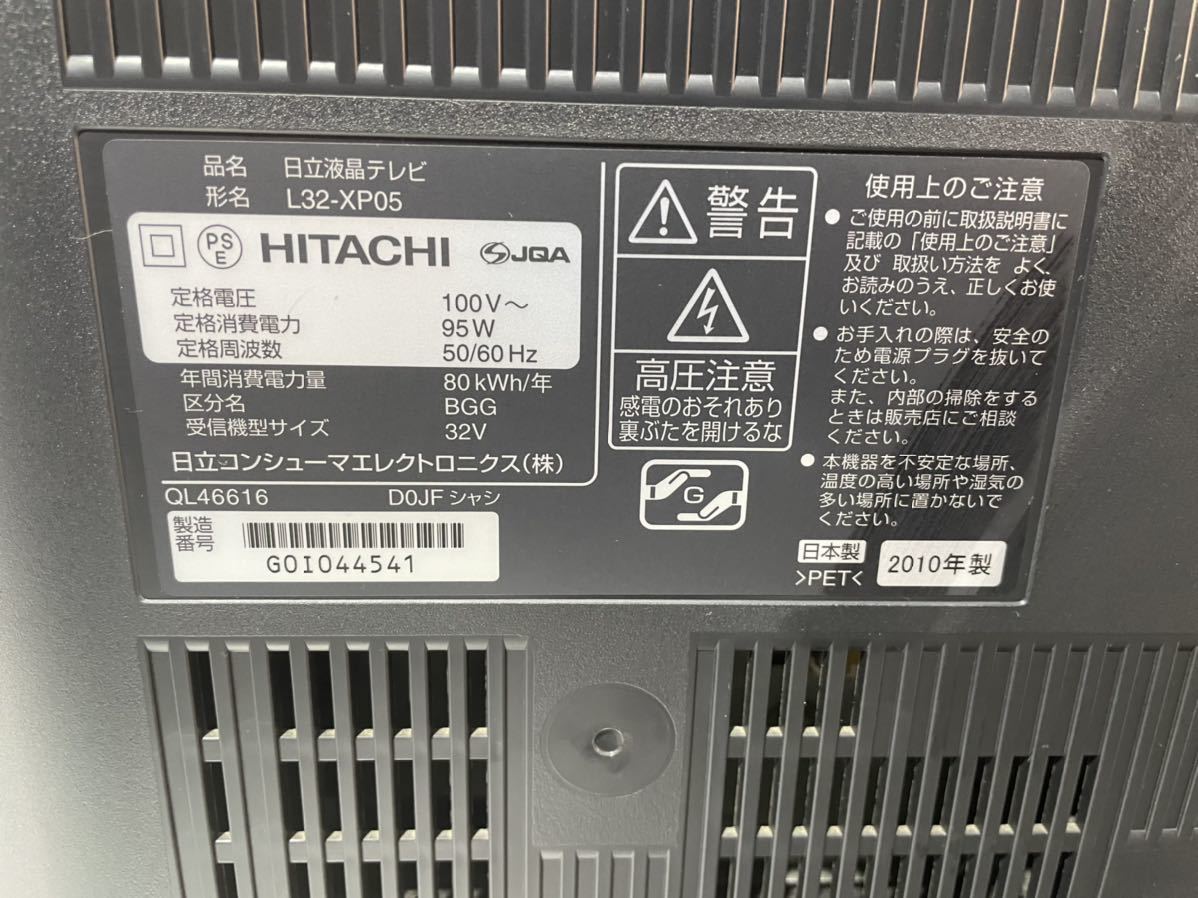 品名 日立液晶テレビ
形名 L32-XP05
PSE HITACHI JQA
定格電圧 100V～
定格消費電力 95W
定格周波数 50/60Hz
年間消費電力量 80kWh/年
区分名 BGG
受信機型サイズ 32V
日立コンシューマエレクトロニクス(株)
QL46616 D0JFシャシ
製造
番号
G0I044541
警告
高圧注意
感電のおそれあり
裏ぶたを開けるな
G
使用上のご注意
●ご使用の前に取扱説明書に
記載の「使用上のご注意」
及び 取扱い方法を よく、
お読みのうえ、正しくお使
いください。
●お手入れの際は、安全の
ため電源プラグを抜いて
ください。
また、内部の掃除をする
ときは販売店にご相談
ください。
●本機器を不安定な場所、
温度の高い場所や湿気の
多い場所に置かないで
ください。
日本製
>PET<
2010年製